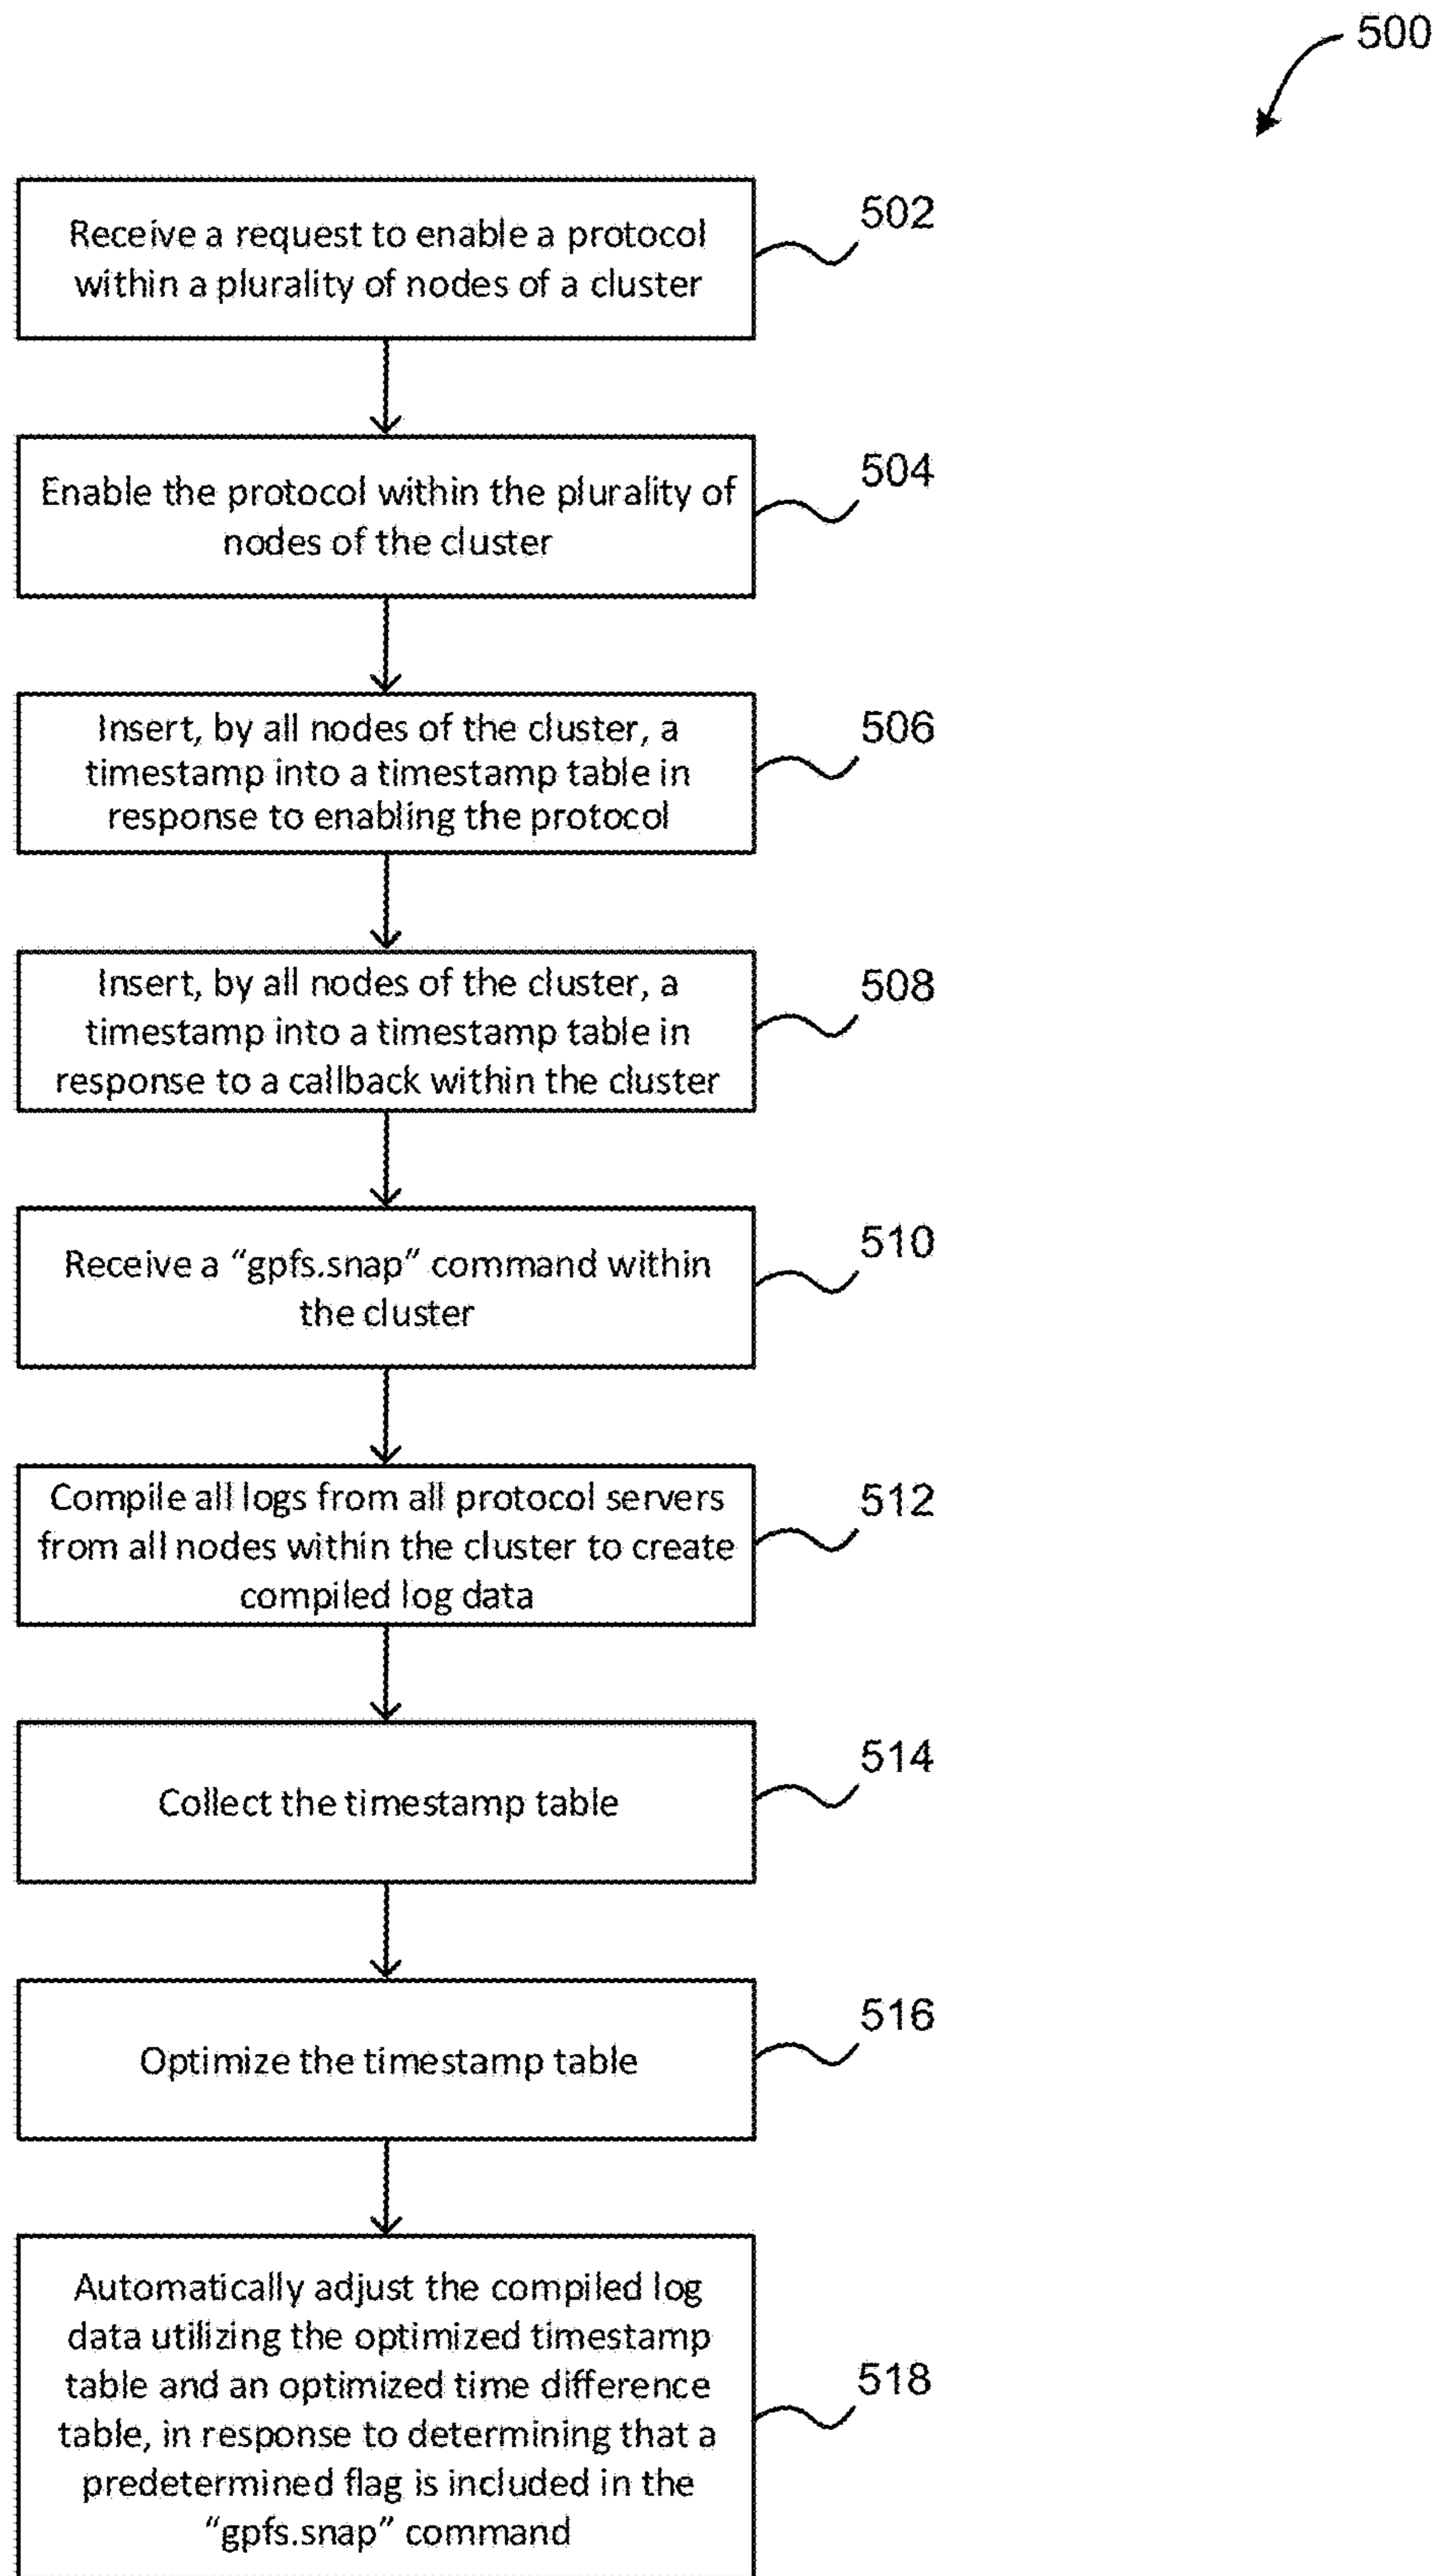 500
Receive a request to enable a protocol
within a plurality of nodes of a cluster
502
Enable the protocol within the plurality of
nodes of the cluster
504
Insert, by all nodes of the cluster, a
timestamp into a timestamp table in
response to enabling the protocol
506
Insert, by all nodes of the cluster, a
timestamp into a timestamp table in
response to a callback within the cluster
508
Receive a “gpfs.snap” command within
the cluster
510
Compile all logs from all protocol servers
from all nodes within the cluster to create
compiled log data
512
Collect the timestamp table
514
Optimize the timestamp table
516
Automatically adjust the compiled log
data utilizing the optimized timestamp
table and an optimized time difference
table, in response to determining that a
predetermined flag is included in the
“gpfs.snap” command
518